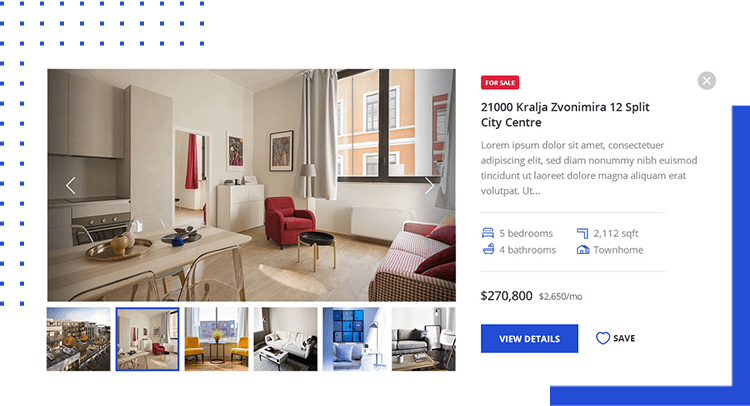 FOR SALE
21000 Kralja Zvonimira 12 Split
City Centre
Lorem ipsum dolor sit amet, consectetuer
adipiscing elit, sed diam nonummy nibh euismod
tincidunt ut laoreet dolore magna aliquam erat
volutpat. Ut...
5 bedrooms 2,112 sqft
4 bathrooms Townhome
$270,800 $2,650/mo
VIEW DETAILS SAVE